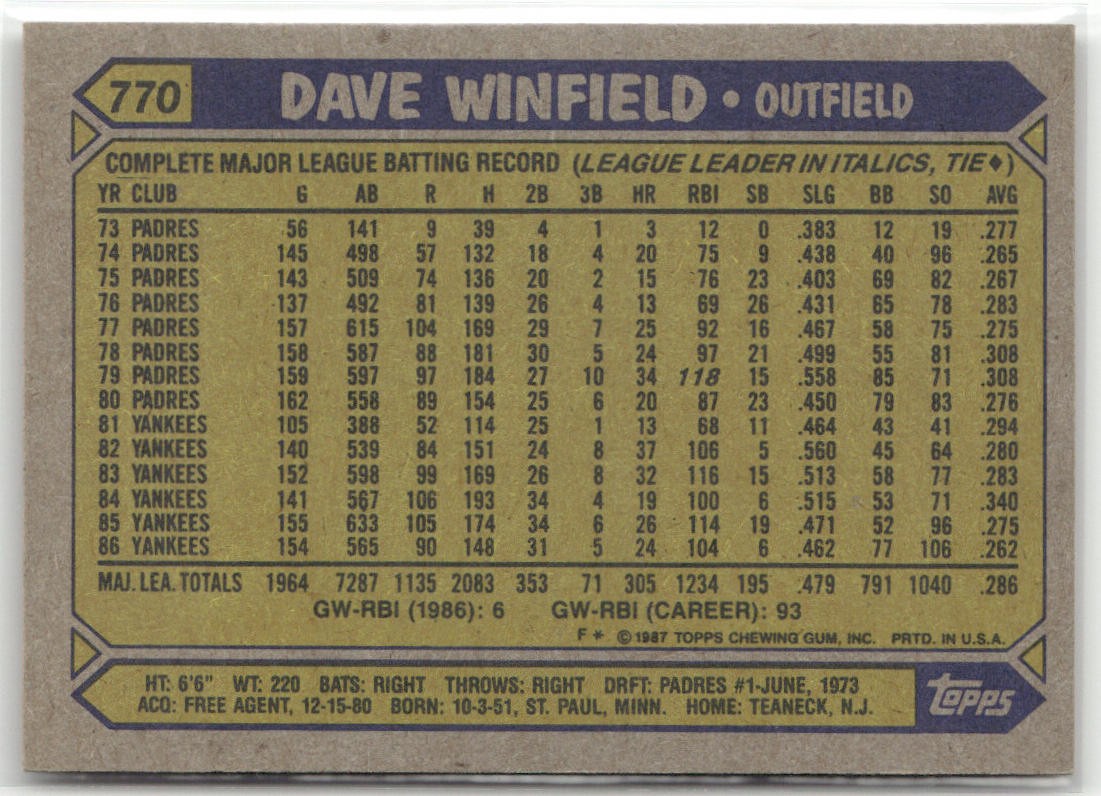 770 DAVE WINFIELD • OUTFIELD
COMPLETE MAJOR LEAGUE BATTING RECORD (LEAGUE LEADER IN ITALICS, TIE♦)
YR CLUB G AB R H 2B 3B HR RBI SB SLG BB SO AVG
73 PADRES 56 141 9 39 4 1 3 12 0 .383 12 19 .277
74 PADRES 145 498 57 132 18 4 20 75 9 .438 40 96 .265
75 PADRES 143 509 74 136 20 2 15 76 23 .403 69 82 .267
76 PADRES 137 492 81 139 26 4 13 69 26 .431 65 78 .283
77 PADRES 157 615 104 169 29 7 25 92 16 .467 58 75 .275
78 PADRES 158 587 88 181 30 5 24 97 21 .499 55 81 .308
79 PADRES 159 597 97 184 27 10 34 118 15 .558 85 71 .308
80 PADRES 162 558 89 154 25 6 20 87 23 .450 79 83 .276
81 YANKEES 105 388 52 114 25 1 13 68 11 .464 43 41 .294
82 YANKEES 140 539 84 151 24 8 37 106 5 .560 45 64 .280
83 YANKEES 152 598 99 169 26 8 32 116 15 .513 58 77 .283
84 YANKEES 141 567 106 193 34 4 19 100 6 .515 53 71 .340
85 YANKEES 155 633 105 174 34 6 26 114 19 .471 52 96 .275
86 YANKEES 154 565 90 148 31 5 24 104 6 .462 77 106 .262
MAJ. LEA. TOTALS 1964 7287 1135 2083 353 71 305 1234 195 .479 791 1040 .286
GW-RBI (1986): 6 GW-RBI (CAREER): 93
F * © 1987 TOPPS CHEWING GUM, INC. PRTD. IN U.S.A.
HT: 6'6" WT: 220 BATS: RIGHT THROWS: RIGHT DRFT: PADRES #1-JUNE, 1973
ACQ: FREE AGENT, 12-15-80 BORN: 10-3-51, ST. PAUL, MINN. HOME: TEANECK, N.J.
topps